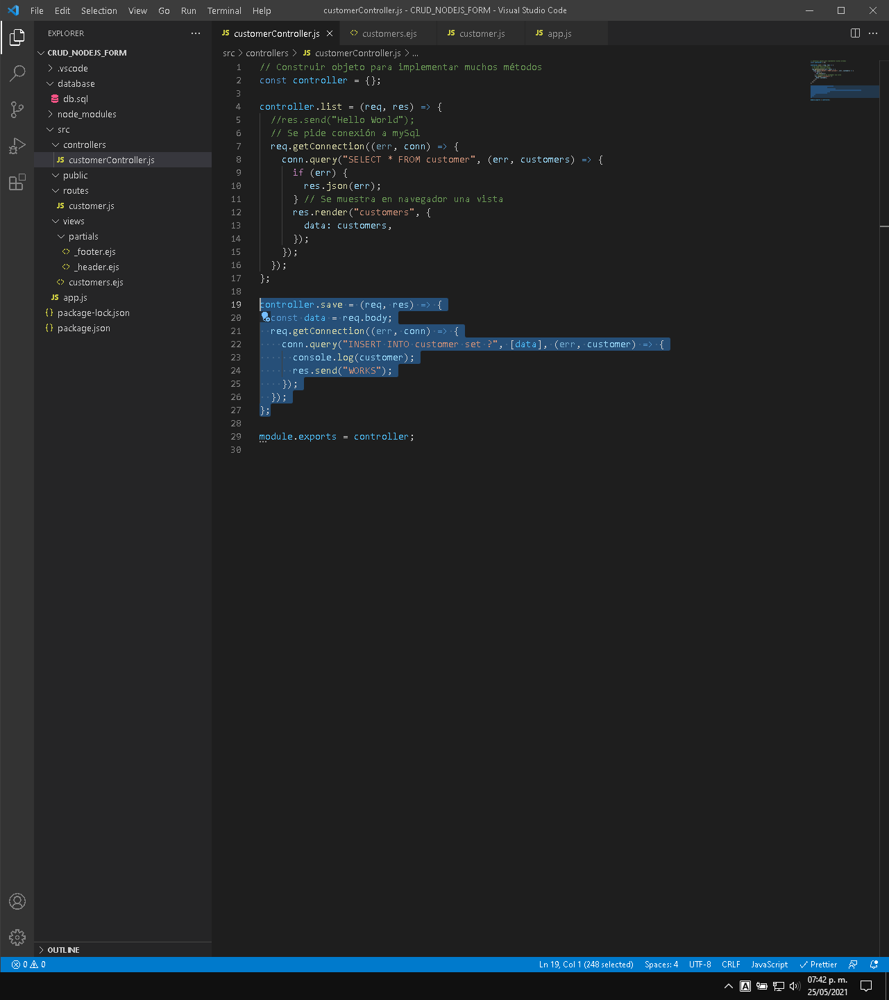 File Edit Selection View Go Run Terminal Help customerController.js - CRUD_NODEJS_FORM - Visual Studio Code
EXPLORER
CRUD_NODEJS_FORM
.vscode
database
db.sql
node_modules
src
controllers
JS customerController.js
public
routes
JS customer.js
views
partials
<> _footer.ejs
<> _header.ejs
<> customers.ejs
JS app.js
{} package-lock.json
{} package.json
OUTLINE
JS customerController.js <> customers.ejs JS customer.js JS app.js
src > controllers > JS customerController.js > ...
1 // Construir objeto para implementar muchos métodos
2 const controller = {};
3
4 controller.list = (req, res) => {
5 //res.send("Hello World");
6 // Se pide conexión a mySql
7 req.getConnection((err, conn) => {
8 conn.query("SELECT * FROM customer", (err, customers) => {
9 if (err) {
10 res.json(err);
11 } // Se muestra en navegador una vista
12 res.render("customers", {
13 data: customers,
14 });
15 });
16 });
17 };
18
19 controller.save = (req, res) => {
20 const data = req.body;
21 req.getConnection((err, conn) => {
22 conn.query("INSERT INTO customer set ?", [data], (err, customer) => {
23 console.log(customer);
24 res.send("WORKS");
25 });
26 });
27 };
28
29 module.exports = controller;
30
0 0 Ln 19, Col 1 (248 selected) Spaces: 4 UTF-8 CRLF JavaScript Prettier
A 07:42 p. m.
25/05/2021